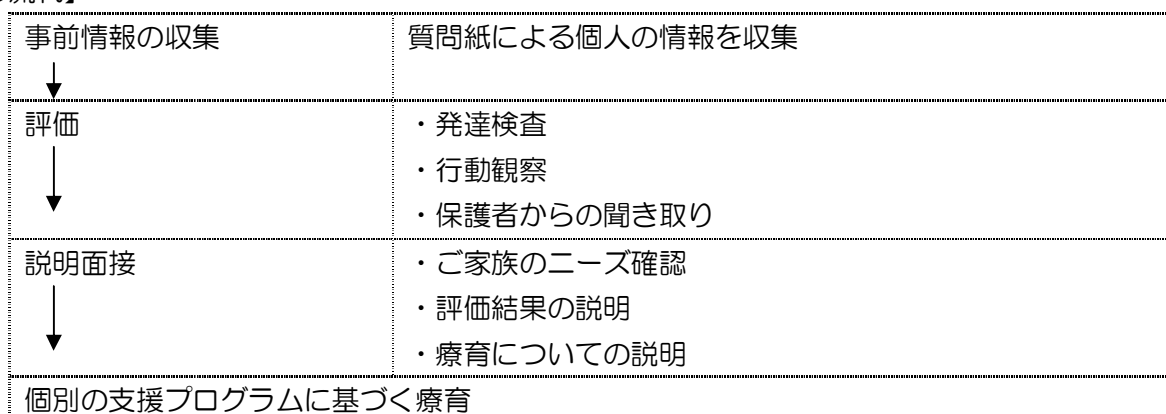 事前情報の収集
質問紙による個人の情報を収集
評価
・発達検査
・行動観察
・保護者からの聞き取り
説明面接
・ご家族のニーズ確認
・評価結果の説明
・療育についての説明
個別の支援プログラムに基づく療育